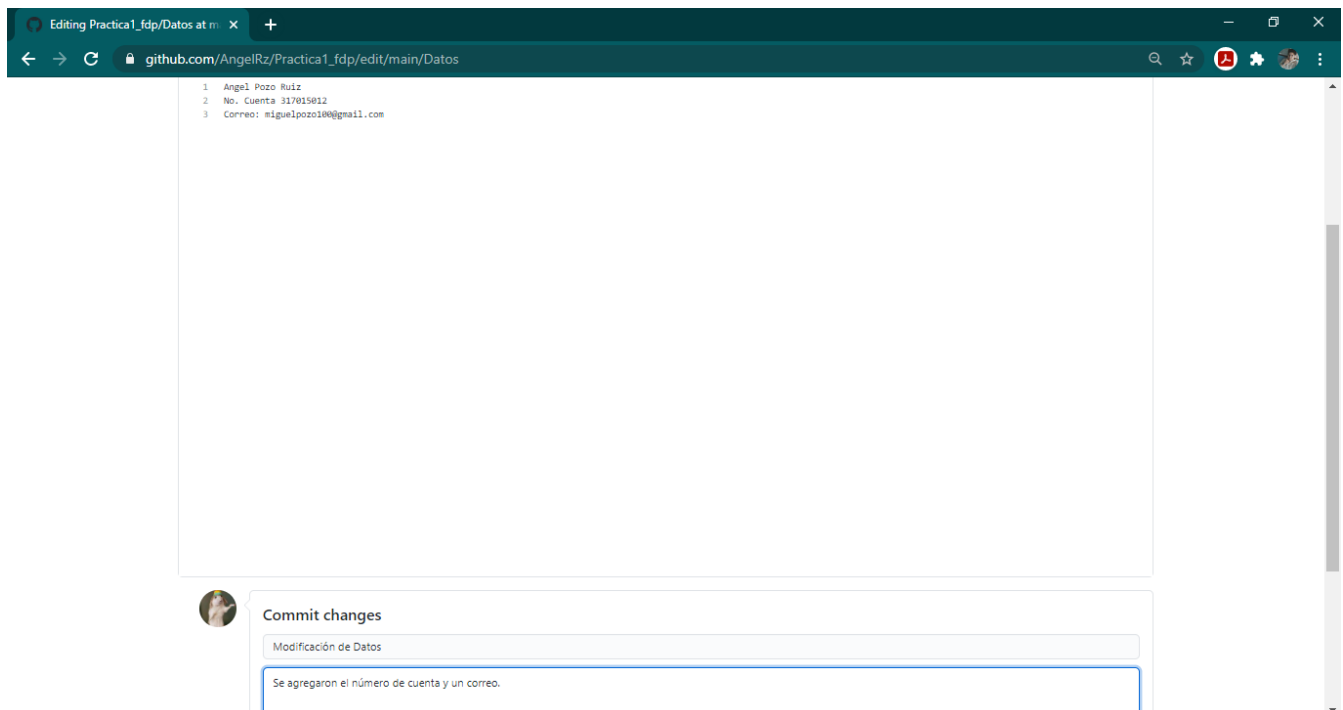 Editing Practica1_fdp/Datos at m
github.com/AngelRz/Practica1_fdp/edit/main/Datos
1 Angel Pozo Ruiz
2 No. Cuenta 317015012
3 Correo: miguelpozo100@gmail.com
Commit changes
Modificación de Datos
Se agregaron el número de cuenta y un correo.